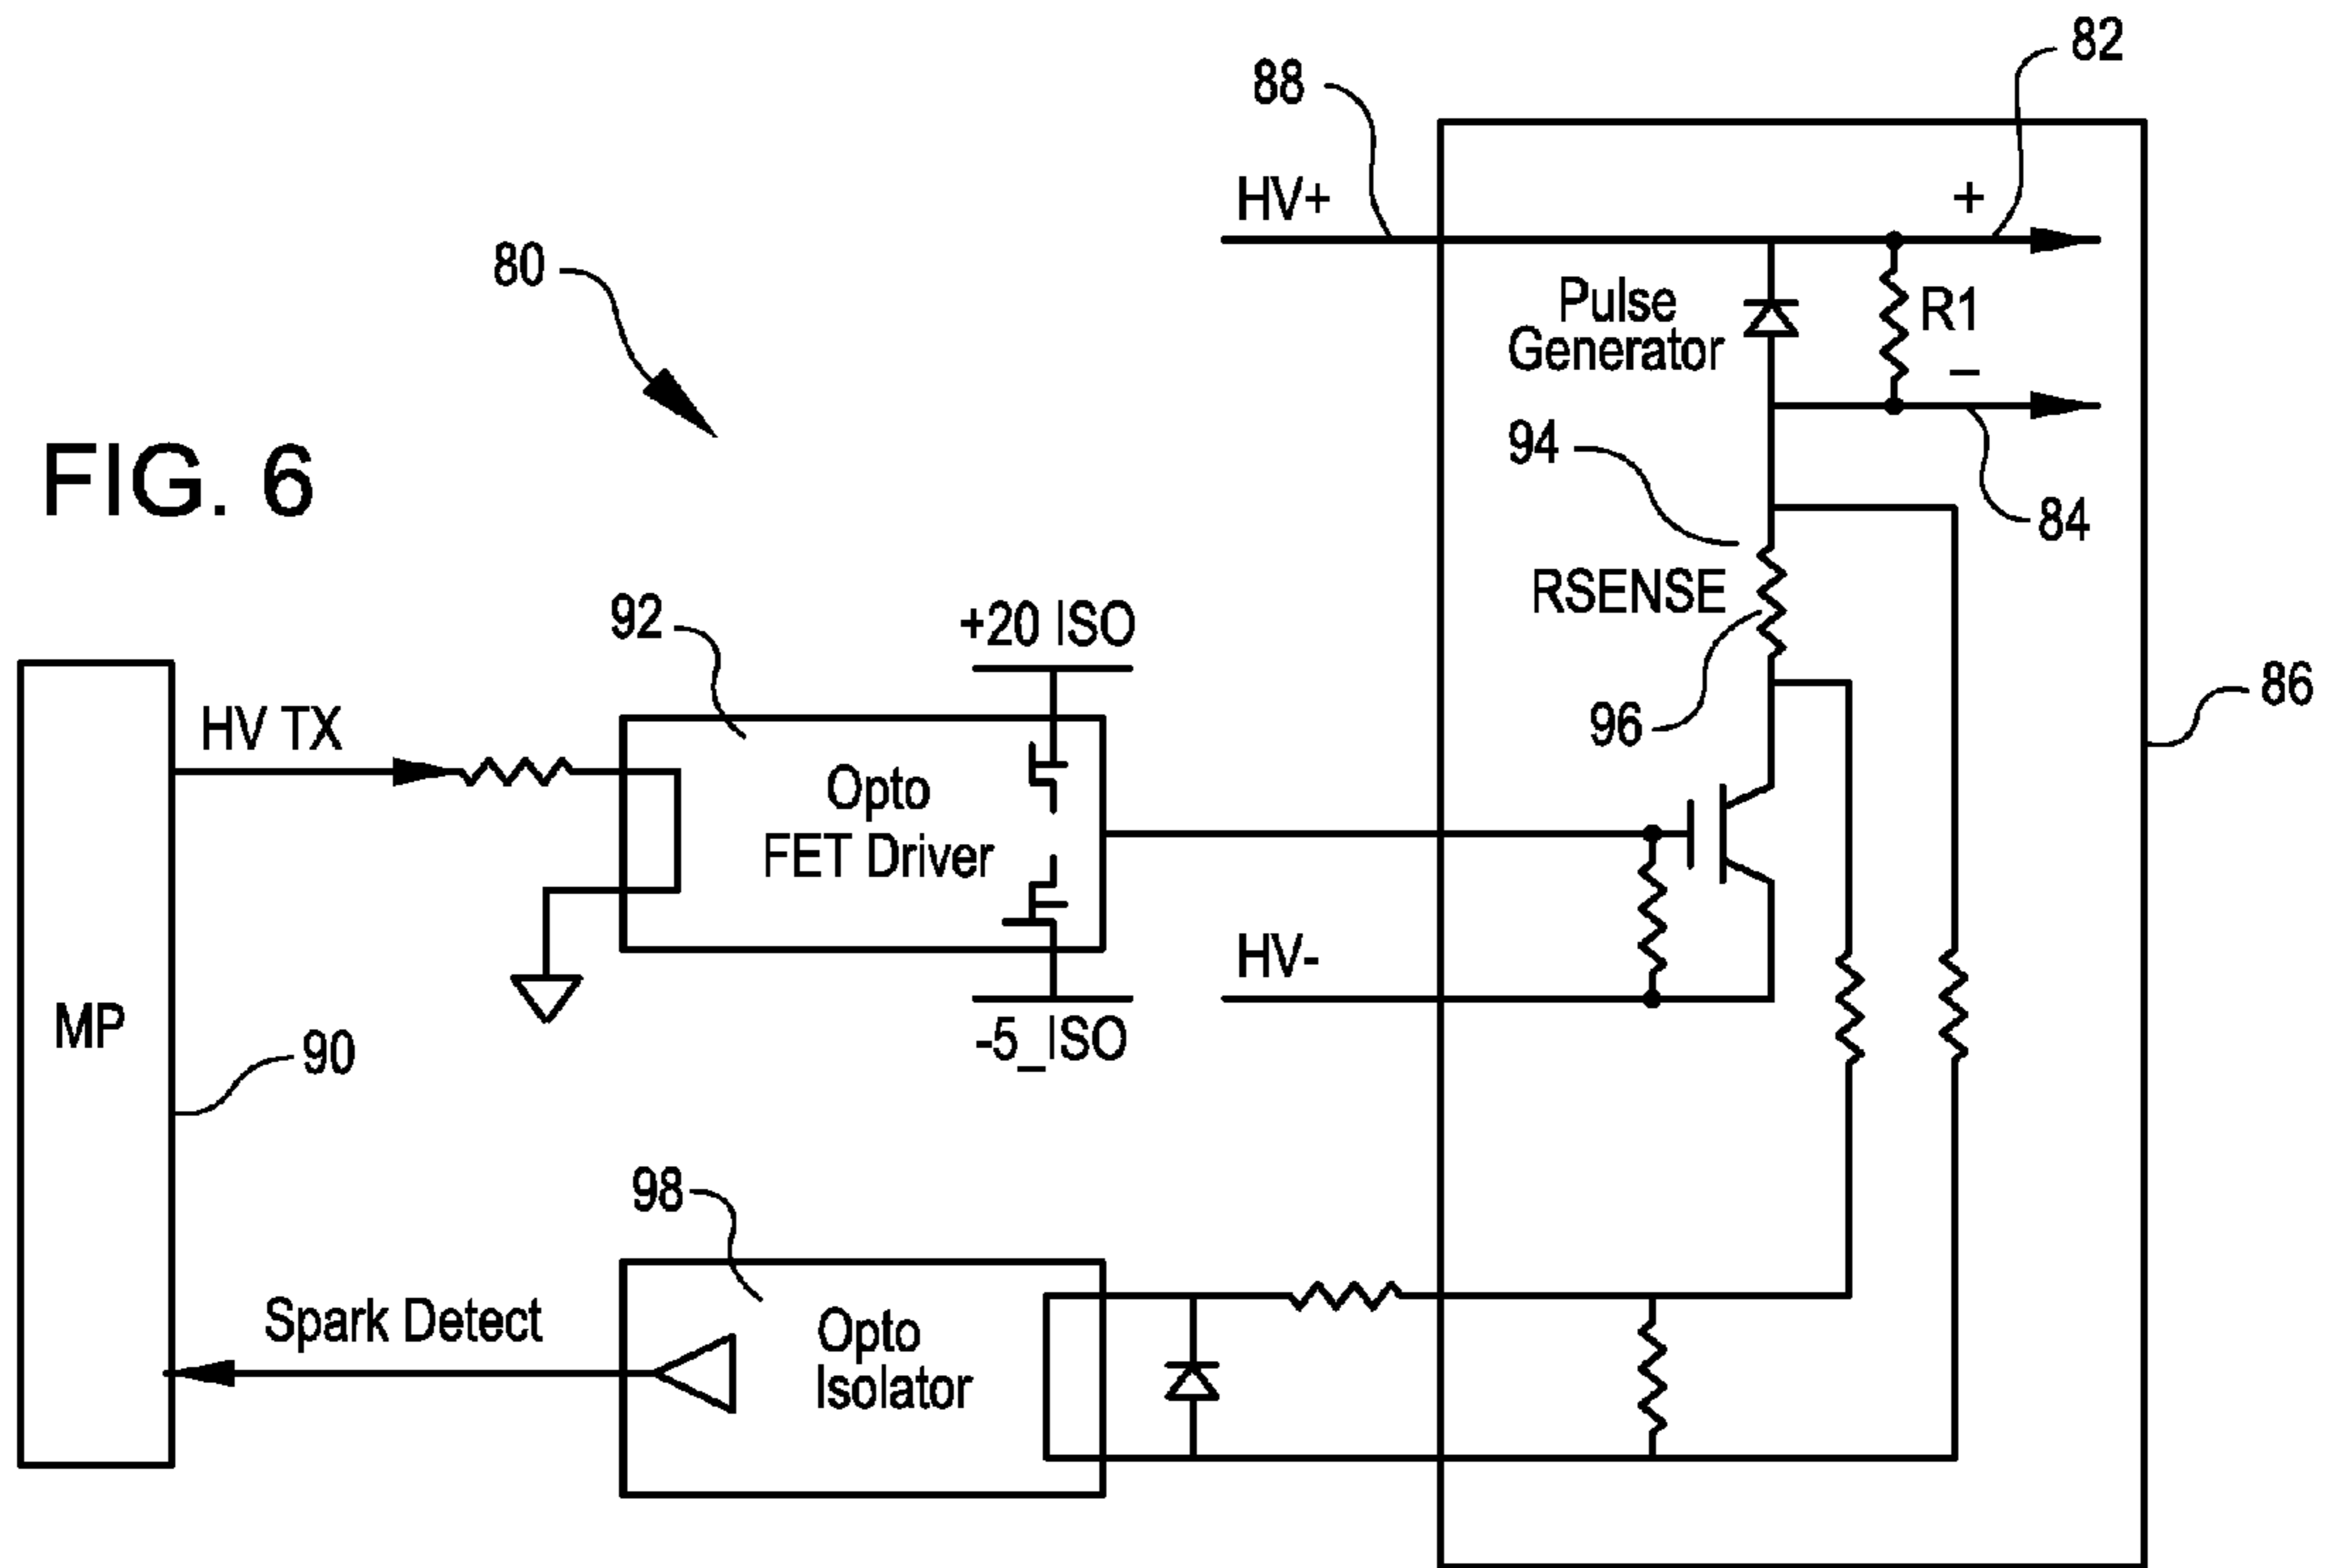 82
88
HV+
+
80
Pulse
Generator
R1
−
FIG. 6
94
84
RSENSE
92
+20 ISO
96
86
HV TX
Opto
FET Driver
HV-
MP
-5_ISO
90
98
Spark Detect
Opto
Isolator